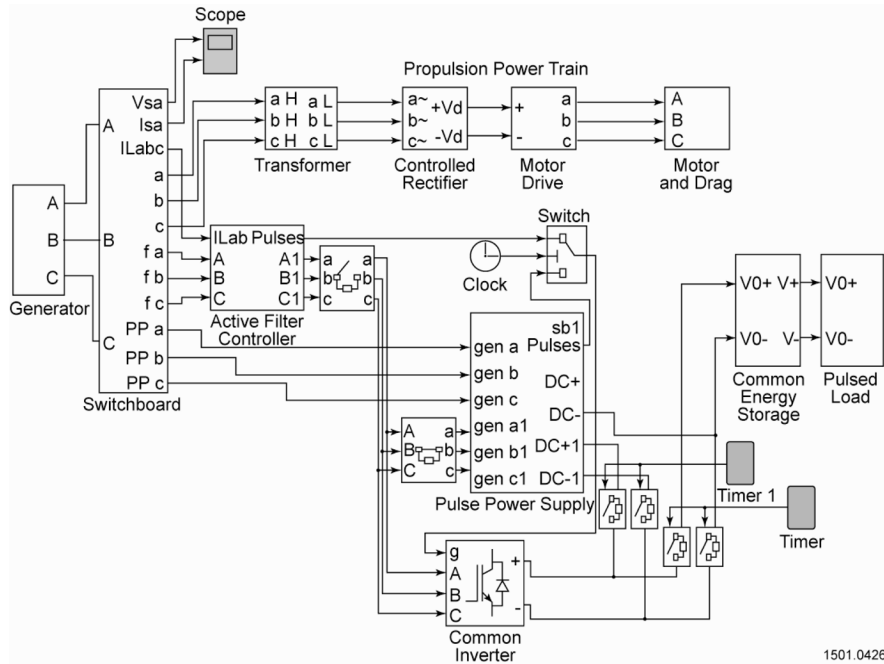 Scope
Propulsion Power Train
Vsa
Isa
ILabc
a
b
c
f a
f b
f c
PP a
PP b
PP c
A
B
C
Switchboard
A
B
C
Generator
a H a L
b H b L
c H c L
Transformer
a~ +Vd
b~
c~ -Vd
Controlled
Rectifier
+ a
b
- c
Motor
Drive
A
B
C
Motor
and Drag
Switch
Clock
ILab Pulses
A A1
B B1
C C1
Active Filter
Controller
a
b b
c c
sb1
Pulses
gen a
gen b
gen c
gen a1
gen b1
gen c1
DC+
DC-
DC+1
DC-1
Pulse Power Supply
A a
B b
C c
V0+ V+
V0- V-
Common
Energy
Storage
V0+
V0-
Pulsed
Load
Timer 1
Timer
g
A
B
C
+
-
Common
Inverter
1501.0426